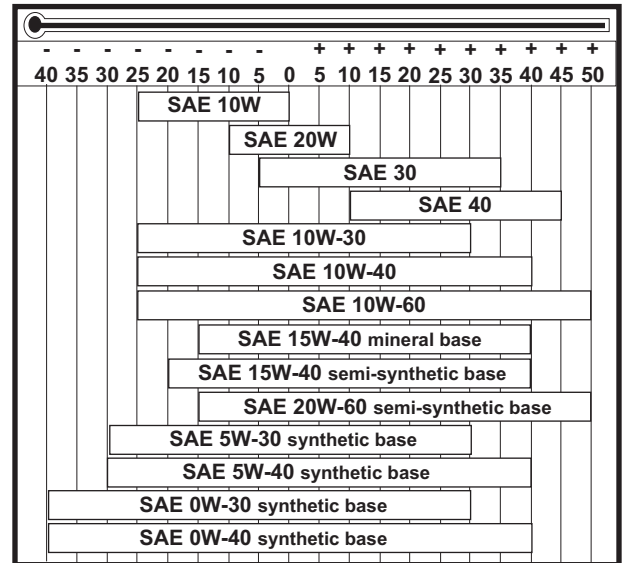 - - - - - - - - + + + + + + + + + +
40 35 30 25 20 15 10 5 0 5 10 15 20 25 30 35 40 45 50
SAE 10W
SAE 20W
SAE 30
SAE 40
SAE 10W-30
SAE 10W-40
SAE 10W-60
SAE 15W-40 mineral base
SAE 15W-40 semi-synthetic base
SAE 20W-60 semi-synthetic base
SAE 5W-30 synthetic base
SAE 5W-40 synthetic base
SAE 0W-30 synthetic base
SAE 0W-40 synthetic base